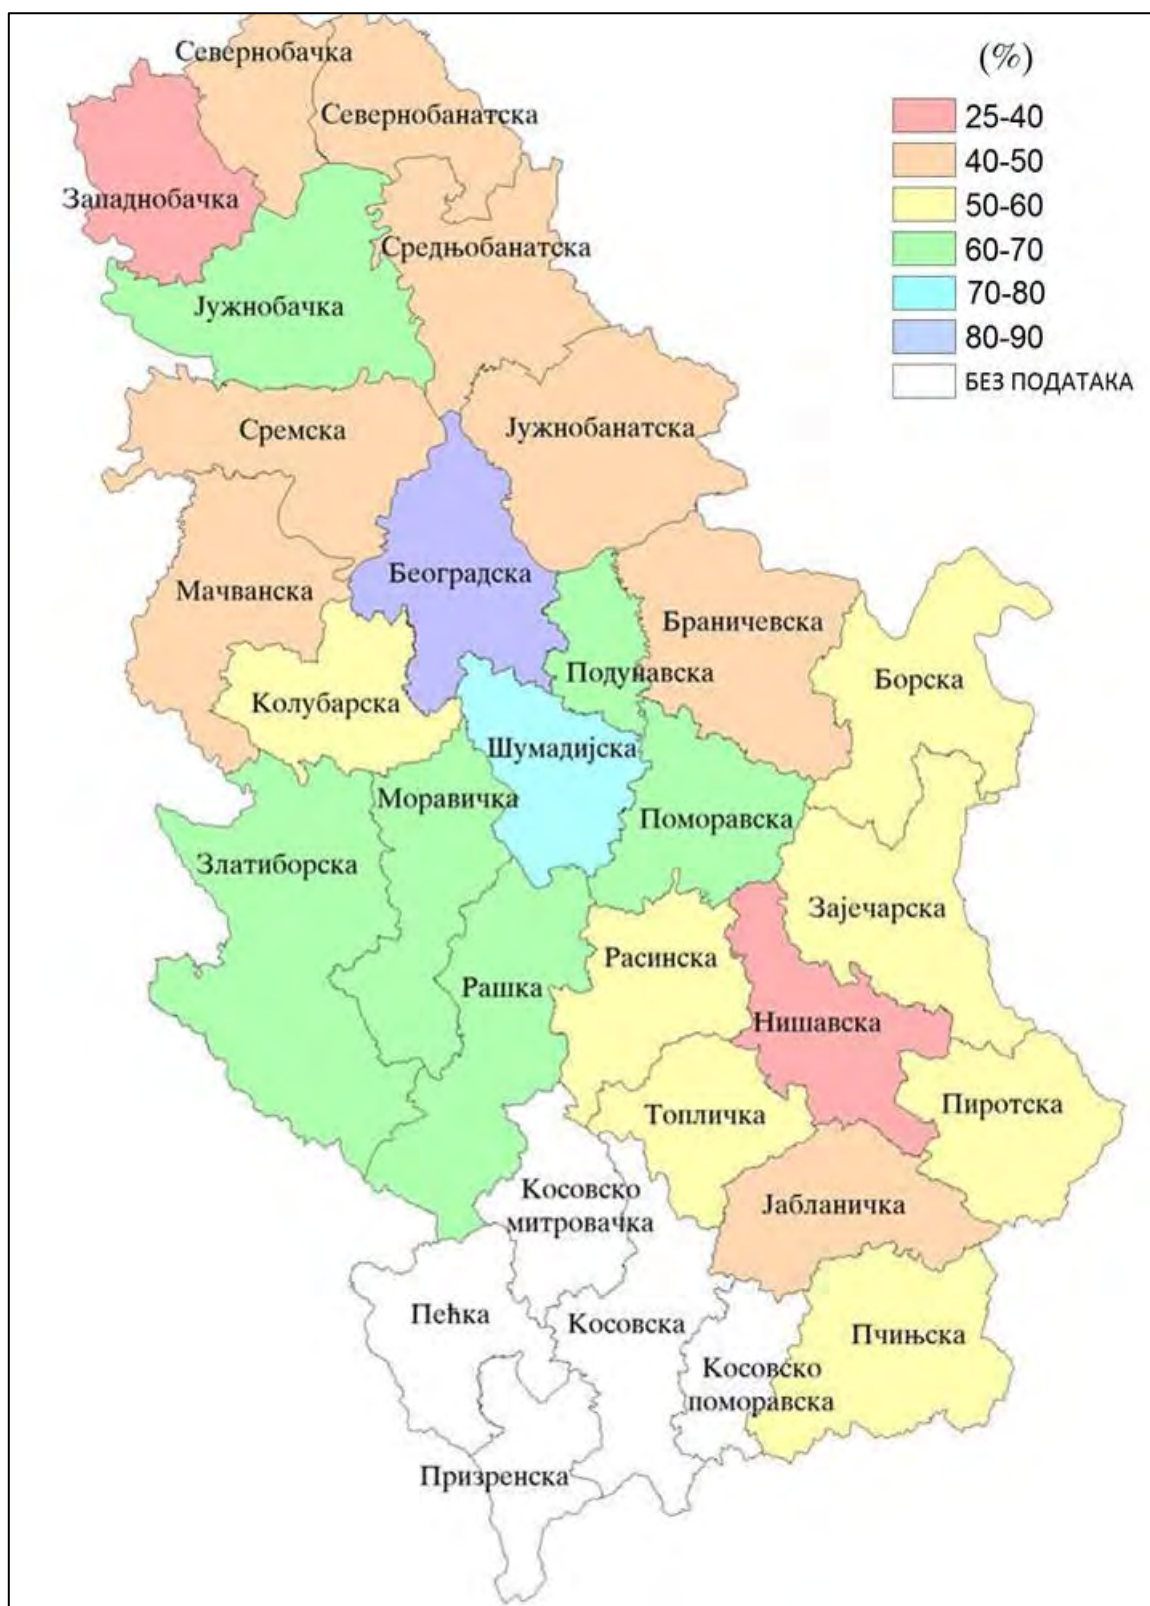 Севернобачка
(%)
25-40
Севернобанатска
40-50
Западнобачка
50-60
Средњобанатска
60-70
Јужнобачка
70-80
80-90
БЕЗ ПОДАТАКА
Сремска
Јужнобанатска
Београдска
Мачванска
Браничевска
Подунавска
Борска
Колубарска
Шумадијска
Моравичка
Поморавска
Златиборска
Зајечарска
Расинска
Рашка
Нишавска
Топличка
Пиротска
Косовско
митровачка
Јабланичка
Пећка
Косовска
Пчињска
Косовско
поморавска
Призренска